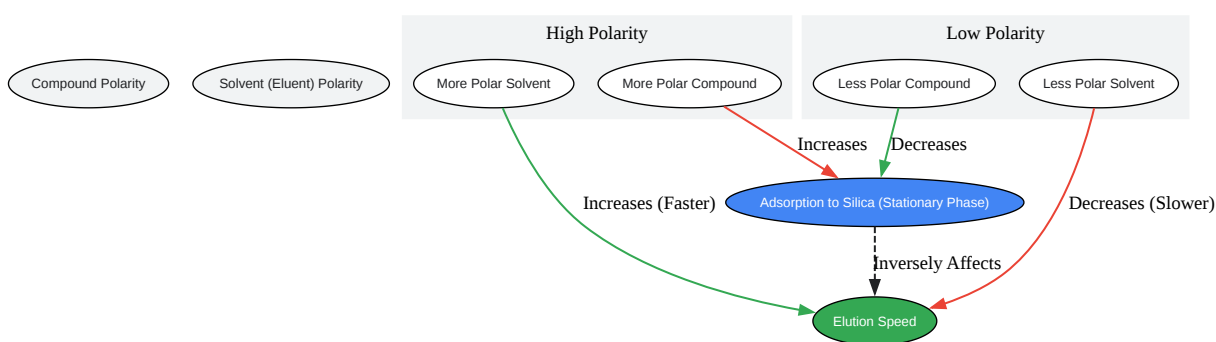 High Polarity
Low Polarity
Compound Polarity
Solvent (Eluent) Polarity
More Polar Solvent
More Polar Compound
Less Polar Compound
Less Polar Solvent
Increases
Decreases
Increases (Faster)
Adsorption to Silica (Stationary Phase)
Decreases (Slower)
Inversely Affects
Elution Speed